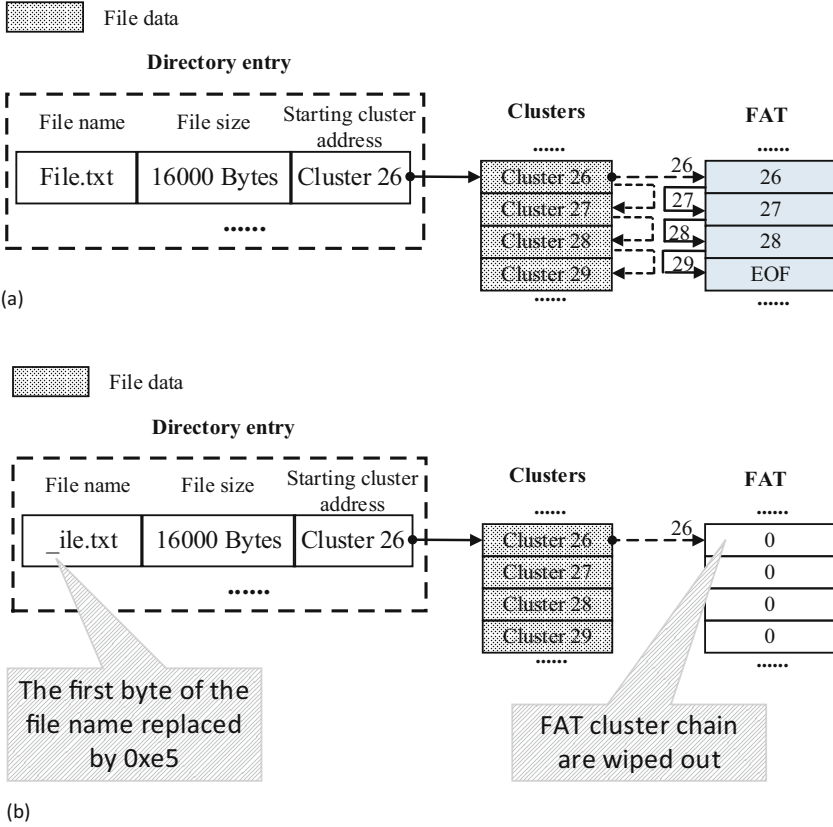 File data
Directory entry
File name File size Starting cluster address
File.txt 16000 Bytes Cluster 26
......
Clusters
......
Cluster 26
Cluster 27
Cluster 28
Cluster 29
......
26
27
28
29
FAT
......
26
27
28
EOF
......
(a)
File data
Directory entry
File name File size Starting cluster address
_ile.txt 16000 Bytes Cluster 26
......
Clusters
......
Cluster 26
Cluster 27
Cluster 28
Cluster 29
......
26
FAT
......
0
0
0
0
......
The first byte of the
file name replaced
by 0xe5
FAT cluster chain
are wiped out
(b)